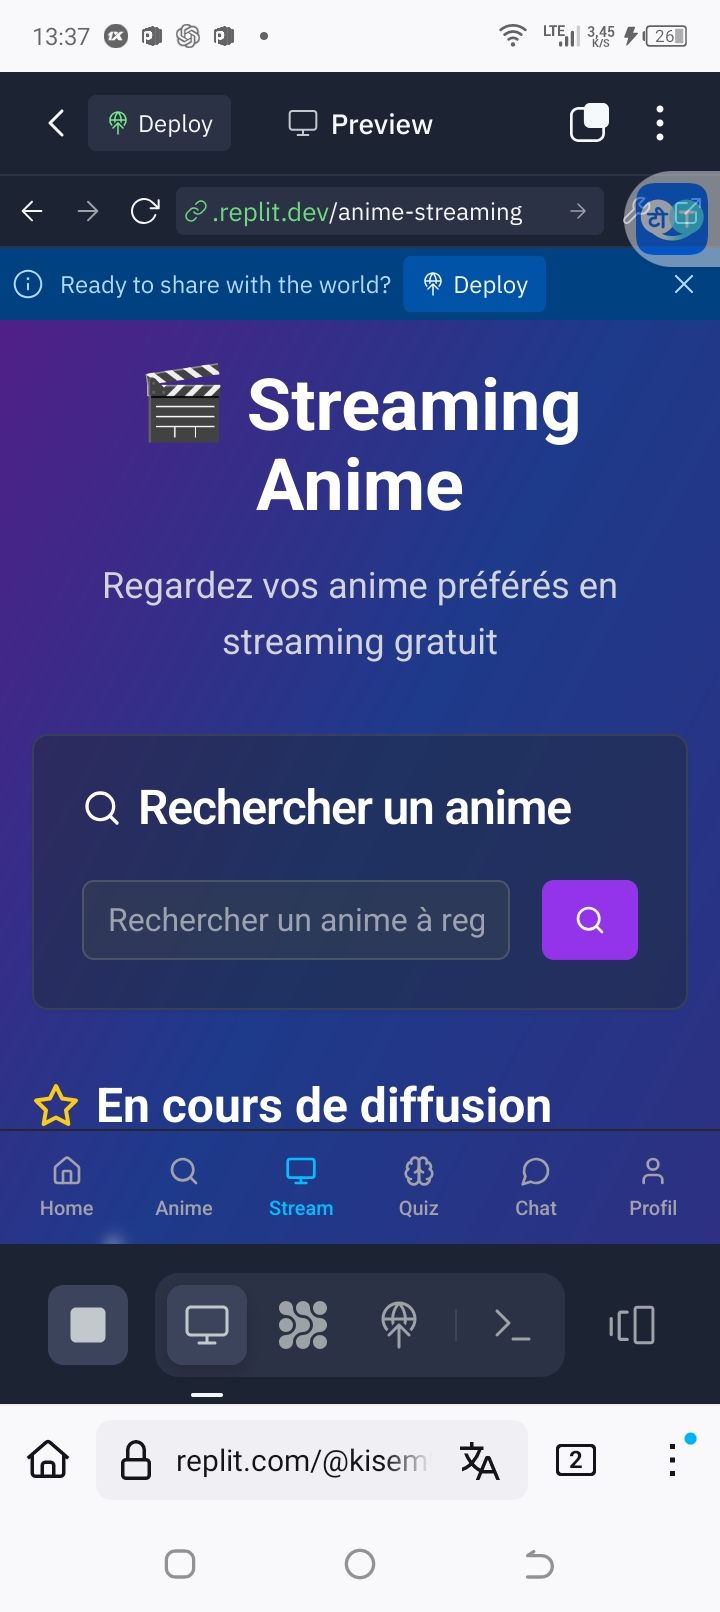 13:37
LTE
3,45
K/S
26
Deploy
Preview
.replit.dev/anime-streaming
टी
Ready to share with the world?
Deploy
Streaming
Anime
Regardez vos anime préférés en
streaming gratuit
Rechercher un anime
Rechercher un anime à reg
En cours de diffusion
Home
Anime
Stream
Quiz
Chat
Profil
replit.com/@kisem
2